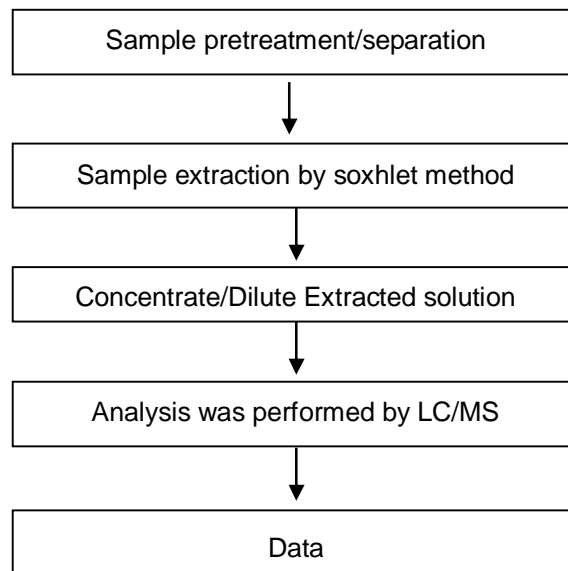 Sample pretreatment/separation
Sample extraction by soxhlet method
Concentrate/Dilute Extracted solution
Analysis was performed by LC/MS
Data